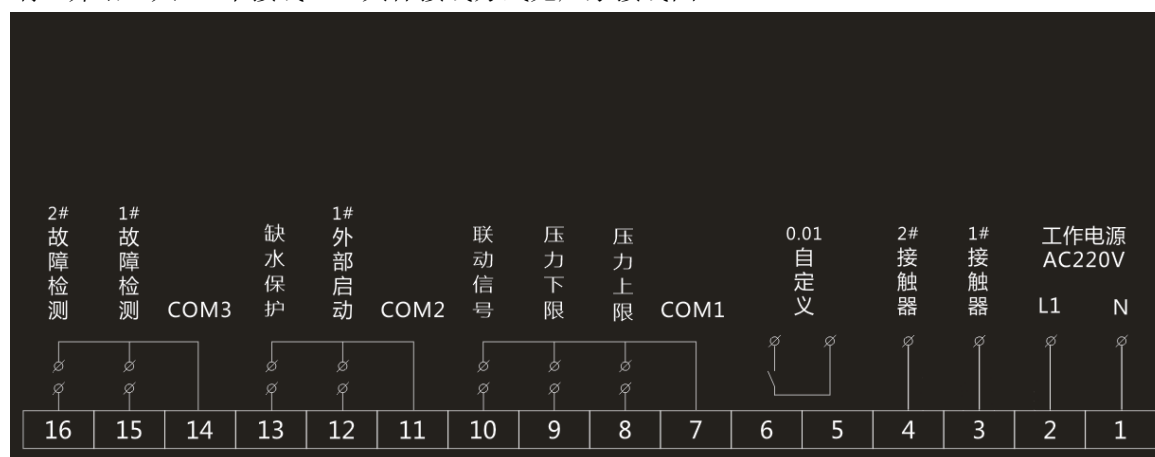 2#故障检测
1#故障检测
COM3
缺水保护
1#外部启动
COM2
联动信号
压力下限
压力上限
COM1
0.01自定义
2#接触器
1#接触器
工作电源
AC220V
L1
N
16 15 14 13 12 11 10 9 8 7 6 5 4 3 2 1